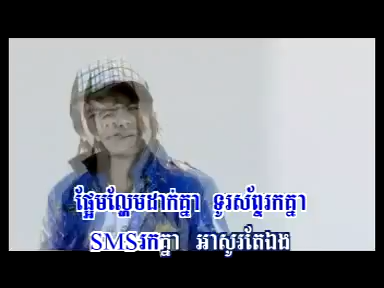 ផ្អែមល្ហែមដាក់គ្នា ទូរស័ព្ទរកគ្នា
SMSរកគ្នា អាសូរតែឯង